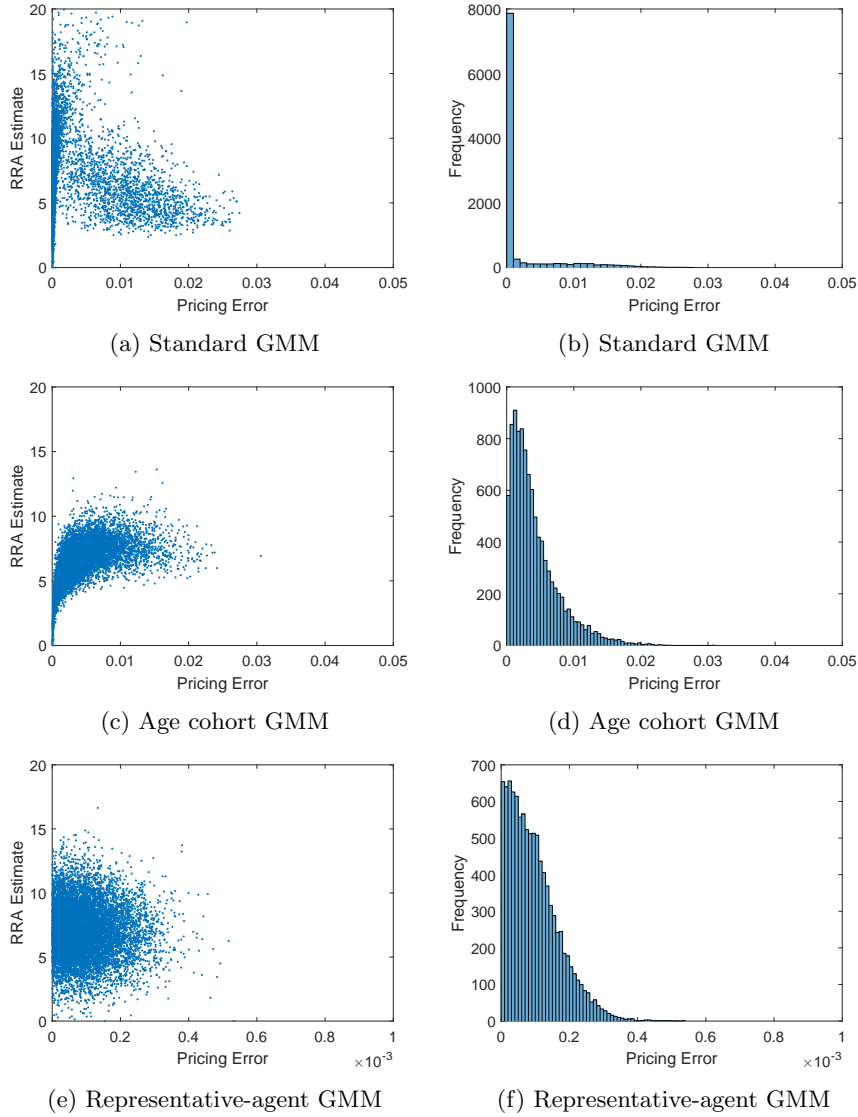 20
15
10
5
0
RRA Estimate
0 0.01 0.02 0.03 0.04 0.05
Pricing Error
(a) Standard GMM
8000
6000
4000
2000
0
Frequency
0 0.01 0.02 0.03 0.04 0.05
Pricing Error
(b) Standard GMM
20
15
10
5
0
RRA Estimate
0 0.01 0.02 0.03 0.04 0.05
Pricing Error
(c) Age cohort GMM
1000
800
600
400
200
0
Frequency
0 0.01 0.02 0.03 0.04 0.05
Pricing Error
(d) Age cohort GMM
20
15
10
5
0
RRA Estimate
0 0.2 0.4 0.6 0.8 1
Pricing Error
×10⁻³
(e) Representative-agent GMM
700
600
500
400
300
200
100
0
Frequency
0 0.2 0.4 0.6 0.8 1
Pricing Error
×10⁻³
(f) Representative-agent GMM